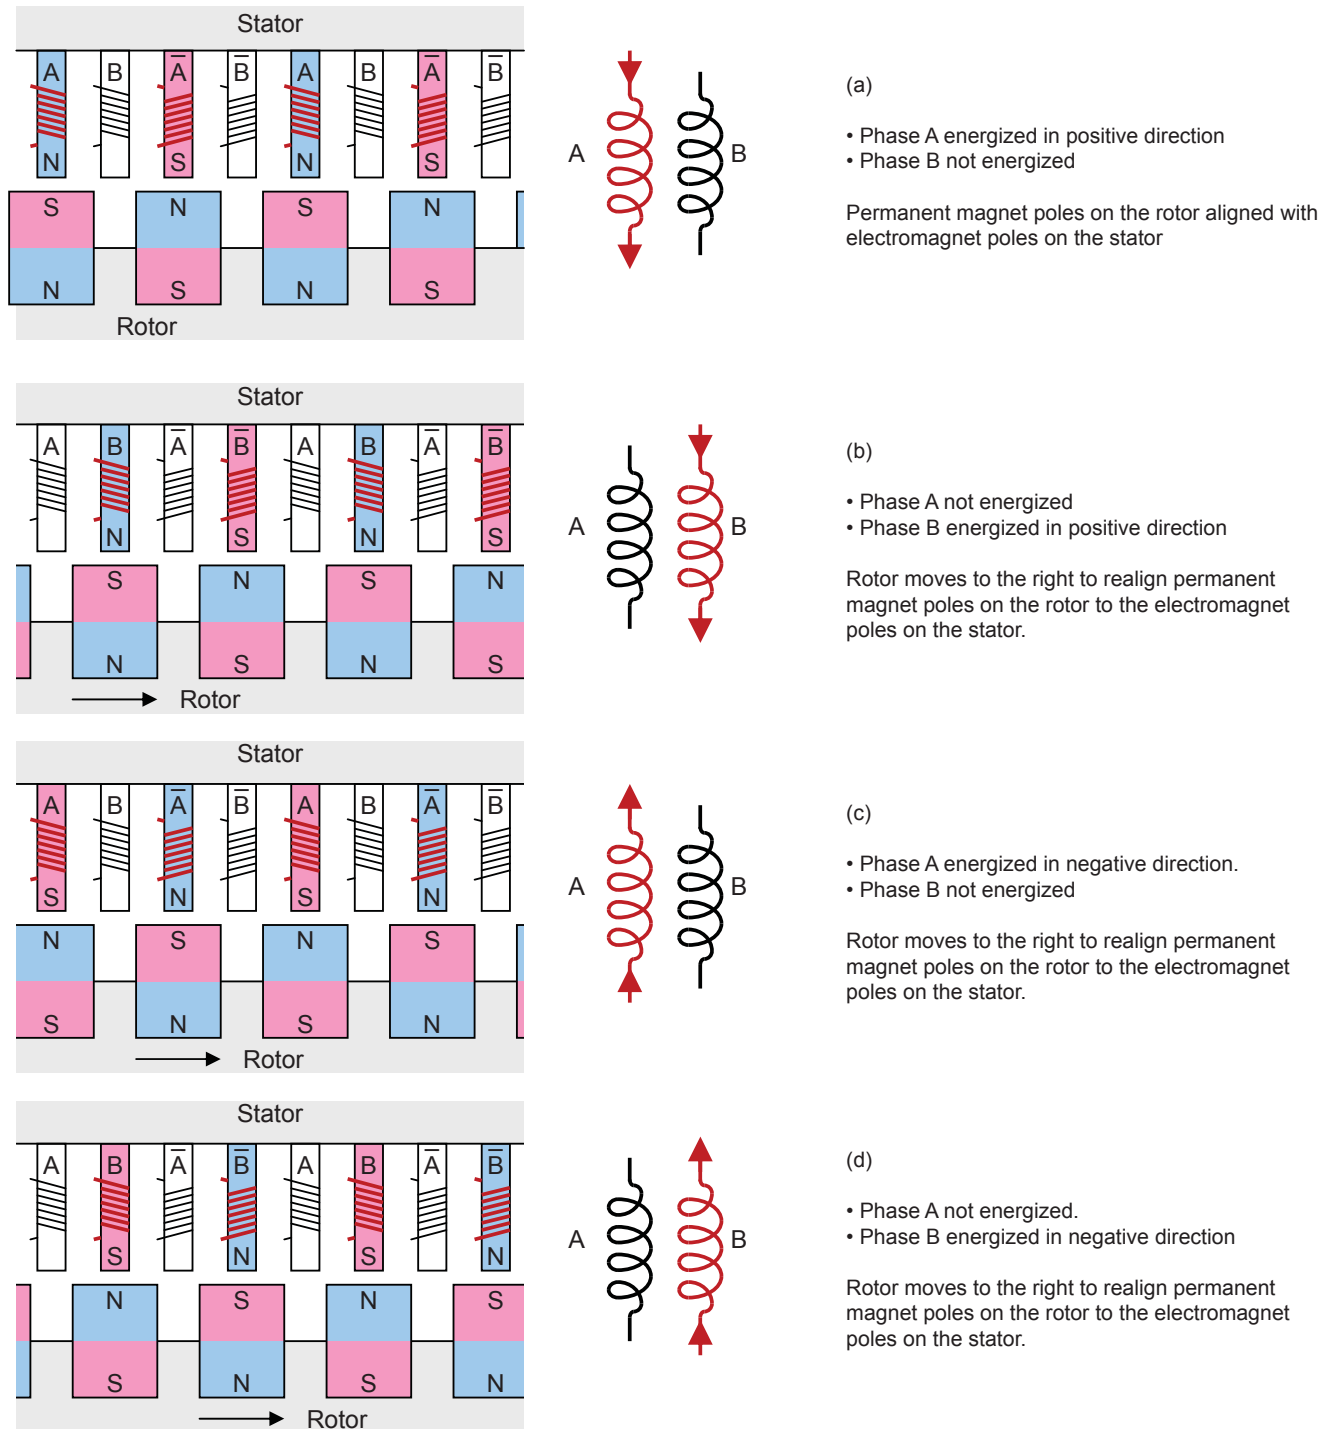 Stator
A B A̅ B̅ A B A̅ B̅
N S N S
S N S N
N S N S
Rotor
A B
(a)
• Phase A energized in positive direction
• Phase B not energized
Permanent magnet poles on the rotor aligned with
electromagnet poles on the stator
Stator
A B A̅ B̅ A B A̅ B̅
N S N S
S N S N
N S N S
Rotor
A B
(b)
• Phase A not energized
• Phase B energized in positive direction
Rotor moves to the right to realign permanent
magnet poles on the rotor to the electromagnet
poles on the stator.
Stator
A B A̅ B̅ A B A̅ B̅
S N S N
N S N S
S N S N
Rotor
A B
(c)
• Phase A energized in negative direction.
• Phase B not energized
Rotor moves to the right to realign permanent
magnet poles on the rotor to the electromagnet
poles on the stator.
Stator
A B A̅ B̅ A B A̅ B̅
S N S N
N S N S
S N S N
Rotor
A B
(d)
• Phase A not energized.
• Phase B energized in negative direction
Rotor moves to the right to realign permanent
magnet poles on the rotor to the electromagnet
poles on the stator.